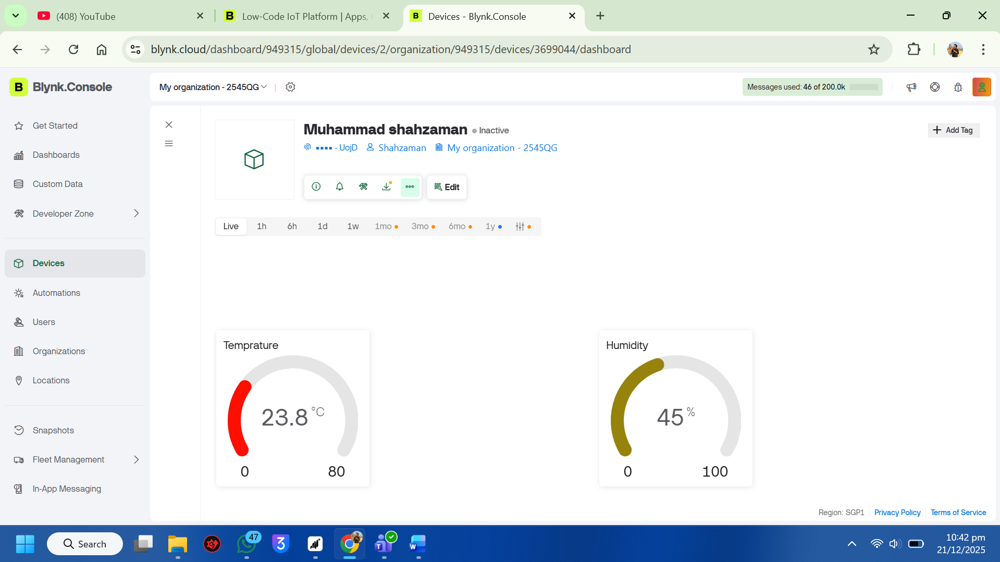 (408) YouTube
Low-Code IoT Platform | Apps,
B Devices - Blynk.Console
blynk.cloud/dashboard/949315/global/devices/2/organization/949315/devices/3699044/dashboard
B Blynk.Console
My organization - 2545QG
Messages used: 46 of 200.0k
Get Started
Dashboards
Custom Data
Developer Zone
Devices
Automations
Users
Organizations
Locations
Snapshots
Fleet Management
In-App Messaging
Muhammad shahzaman Inactive
- UojD Shahzaman My organization - 2545QG
Add Tag
Edit
Live 1h 6h 1d 1w 1mo 3mo 6mo 1y
Temprature
23.8 °C
0 80
Humidity
45 %
0 100
Region: SGP1 Privacy Policy Terms of Service
Search
47
3
T
W
10:42 pm
21/12/2025